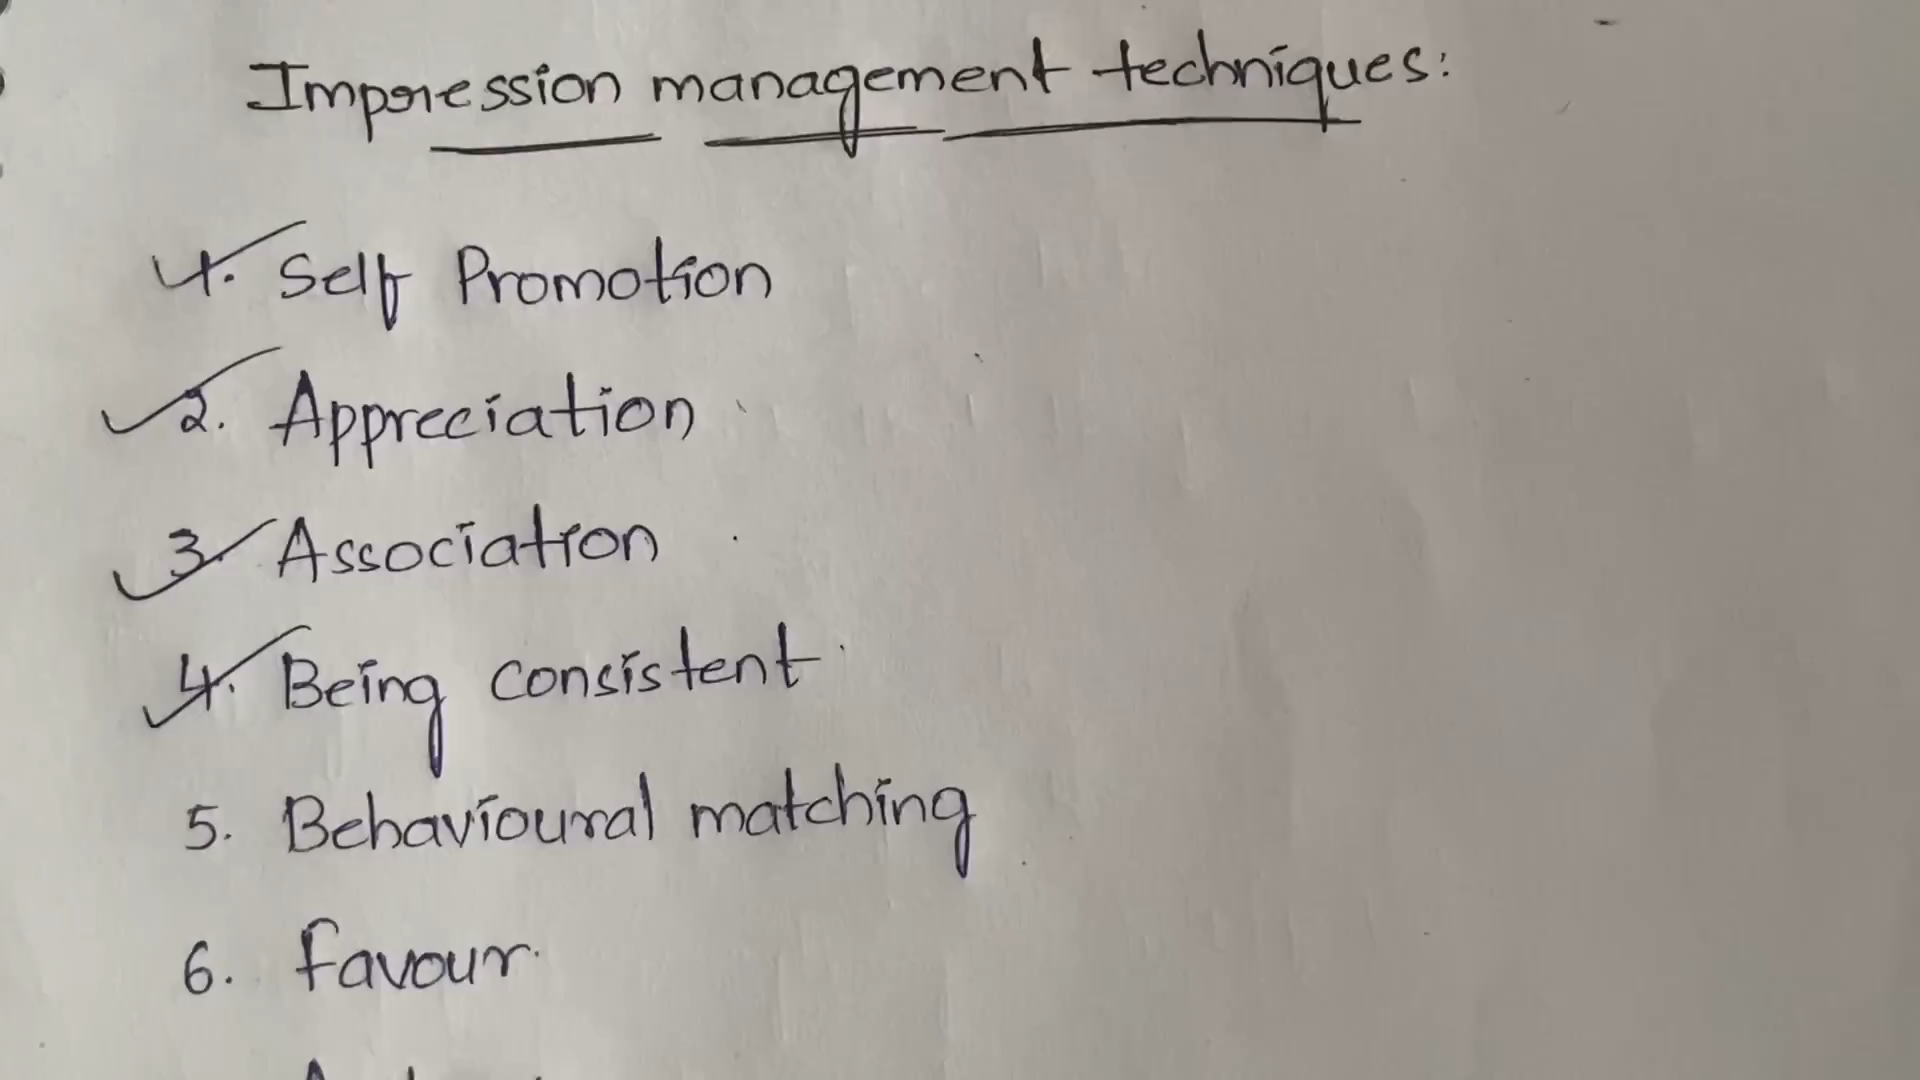 Impression management techniques:
1. Self Promotion
2. Appreciation
3. Association
4. Being consistent
5. Behavioural matching
6. favour